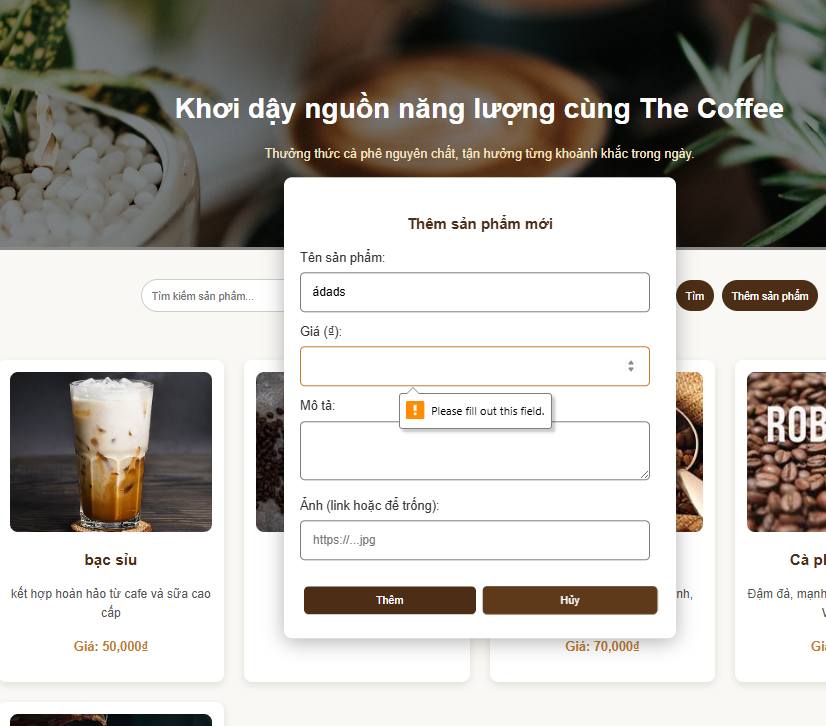 Khơi dậy nguồn năng lượng cùng The Coffee
Thưởng thức cà phê nguyên chất, tận hưởng từng khoảnh khắc trong ngày.
Thêm sản phẩm mới
Tên sản phẩm:
ádads
Tìm kiếm sản phẩm...
Tìm
Thêm sản phẩm
Giá (₫):
Please fill out this field.
Mô tả:
Ảnh (link hoặc để trống):
https://...jpg
Thêm
Hủy
bạc sỉu
kết hợp hoàn hảo từ cafe và sữa cao
cấp
Giá: 50,000₫
Giá: 70,000₫
ROB
Cà p
Đậm đà, mạnh